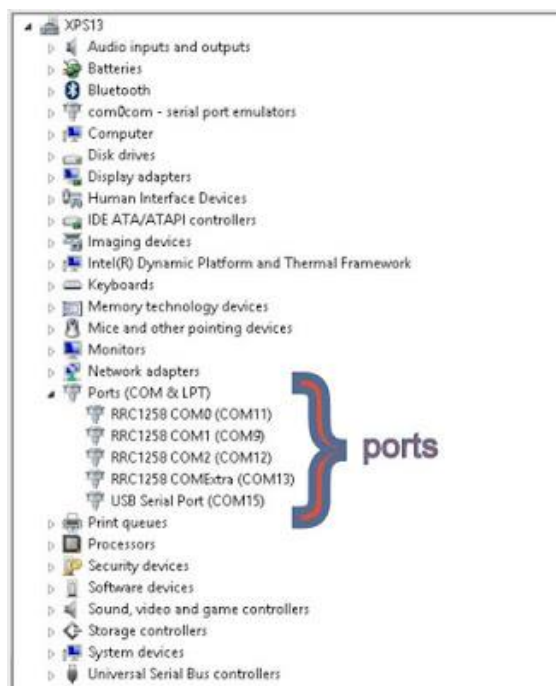 XPS13
Audio inputs and outputs
Batteries
Bluetooth
com0com - serial port emulators
Computer
Disk drives
Display adapters
Human Interface Devices
IDE ATA/ATAPI controllers
Imaging devices
Intel(R) Dynamic Platform and Thermal Framework
Keyboards
Memory technology devices
Mice and other pointing devices
Monitors
Network adapters
Ports (COM & LPT)
RRC1258 COM0 (COM11)
RRC1258 COM1 (COM9)
RRC1258 COM2 (COM12)
RRC1258 COMExtra (COM13)
USB Serial Port (COM15)
ports
Print queues
Processors
Security devices
Software devices
Sound, video and game controllers
Storage controllers
System devices
Universal Serial Bus controllers